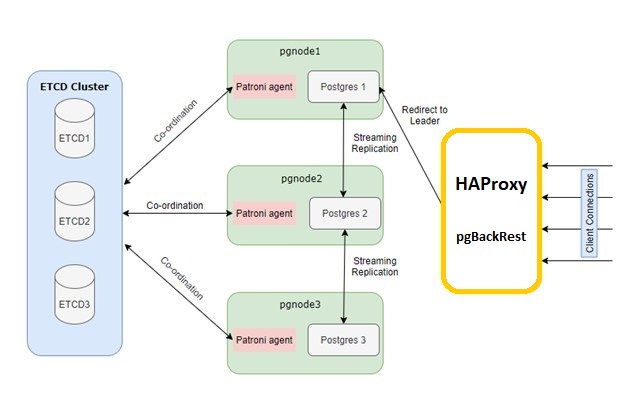 pgnode1
ETCD Cluster
Patroni agent
Postgres 1
ETCD1
Co-ordination
Redirect to
Leader
Streaming
Replication
pgnode2
HAProxy
ETCD2
Co-ordination
Patroni agent
Postgres 2
pgBackRest
Client Connections
Co-ordination
Streaming
Replication
ETCD3
pgnode3
Patroni agent
Postgres 3